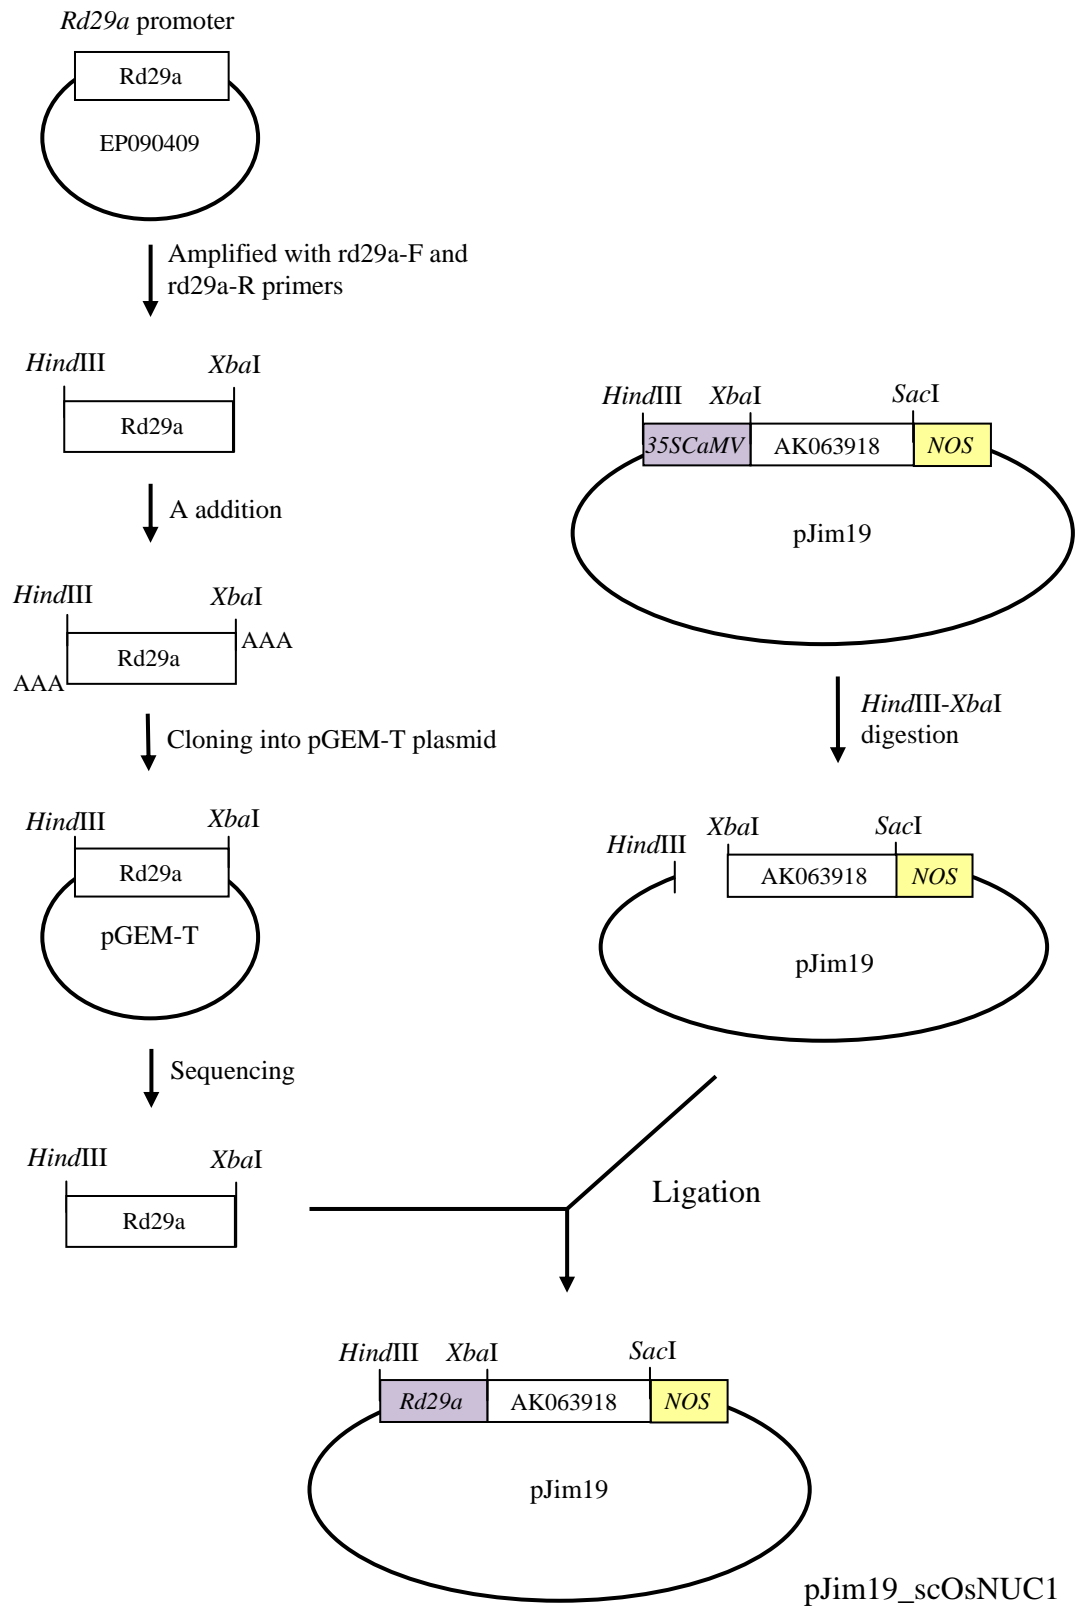 Rd29a promoter
Rd29a
EP090409
Amplified with rd29a-F and
rd29a-R primers
HindIII XbaI
Rd29a
A addition
HindIII XbaI
AAA
Rd29a
AAA
Cloning into pGEM-T plasmid
HindIII XbaI
Rd29a
pGEM-T
Sequencing
HindIII XbaI
Rd29a
HindIII XbaI SacI
35SCaMV AK063918 NOS
pJim19
HindIII-XbaI
digestion
HindIII XbaI SacI
AK063918 NOS
pJim19
Ligation
HindIII XbaI SacI
Rd29a AK063918 NOS
pJim19
pJim19_scOsNUC1